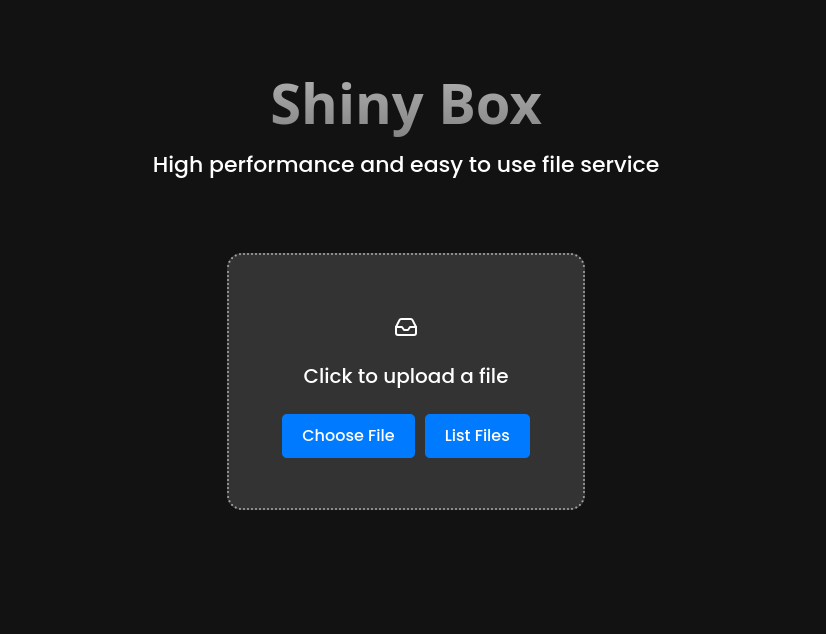 Shiny Box
High performance and easy to use file service
Click to upload a file
Choose File
List Files